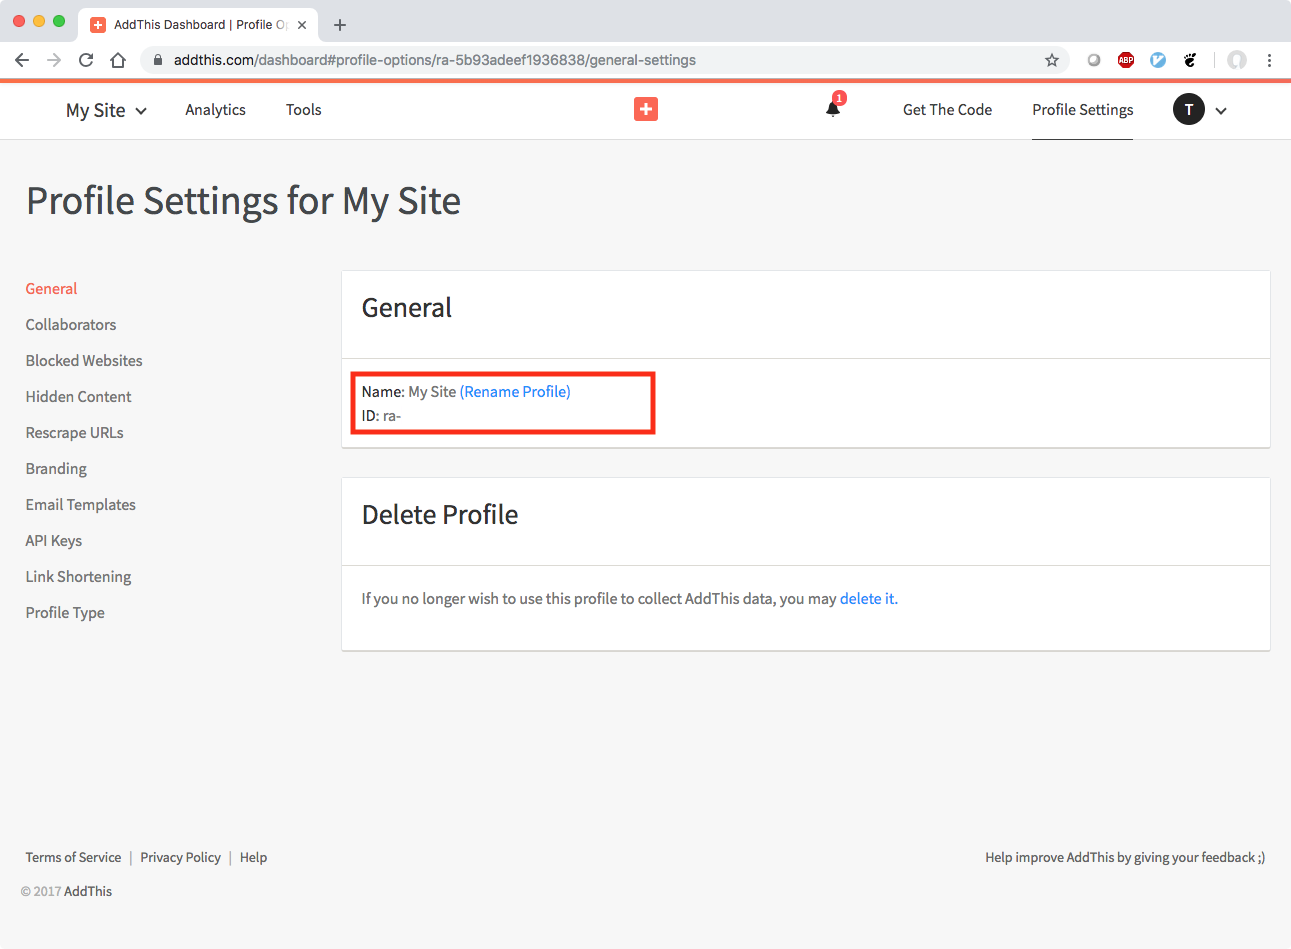 AddThis Dashboard | Profile Op
addthis.com/dashboard#profile-options/ra-5b93adeef1936838/general-settings
ABP
My Site Analytics Tools 1 Get The Code Profile Settings T
Profile Settings for My Site
General
Collaborators
Blocked Websites
Hidden Content
Rescrape URLs
Branding
Email Templates
API Keys
Link Shortening
Profile Type
General
Name: My Site (Rename Profile)
ID: ra-
Delete Profile
If you no longer wish to use this profile to collect AddThis data, you may delete it.
Terms of Service | Privacy Policy | Help
Help improve AddThis by giving your feedback ;)
© 2017 AddThis